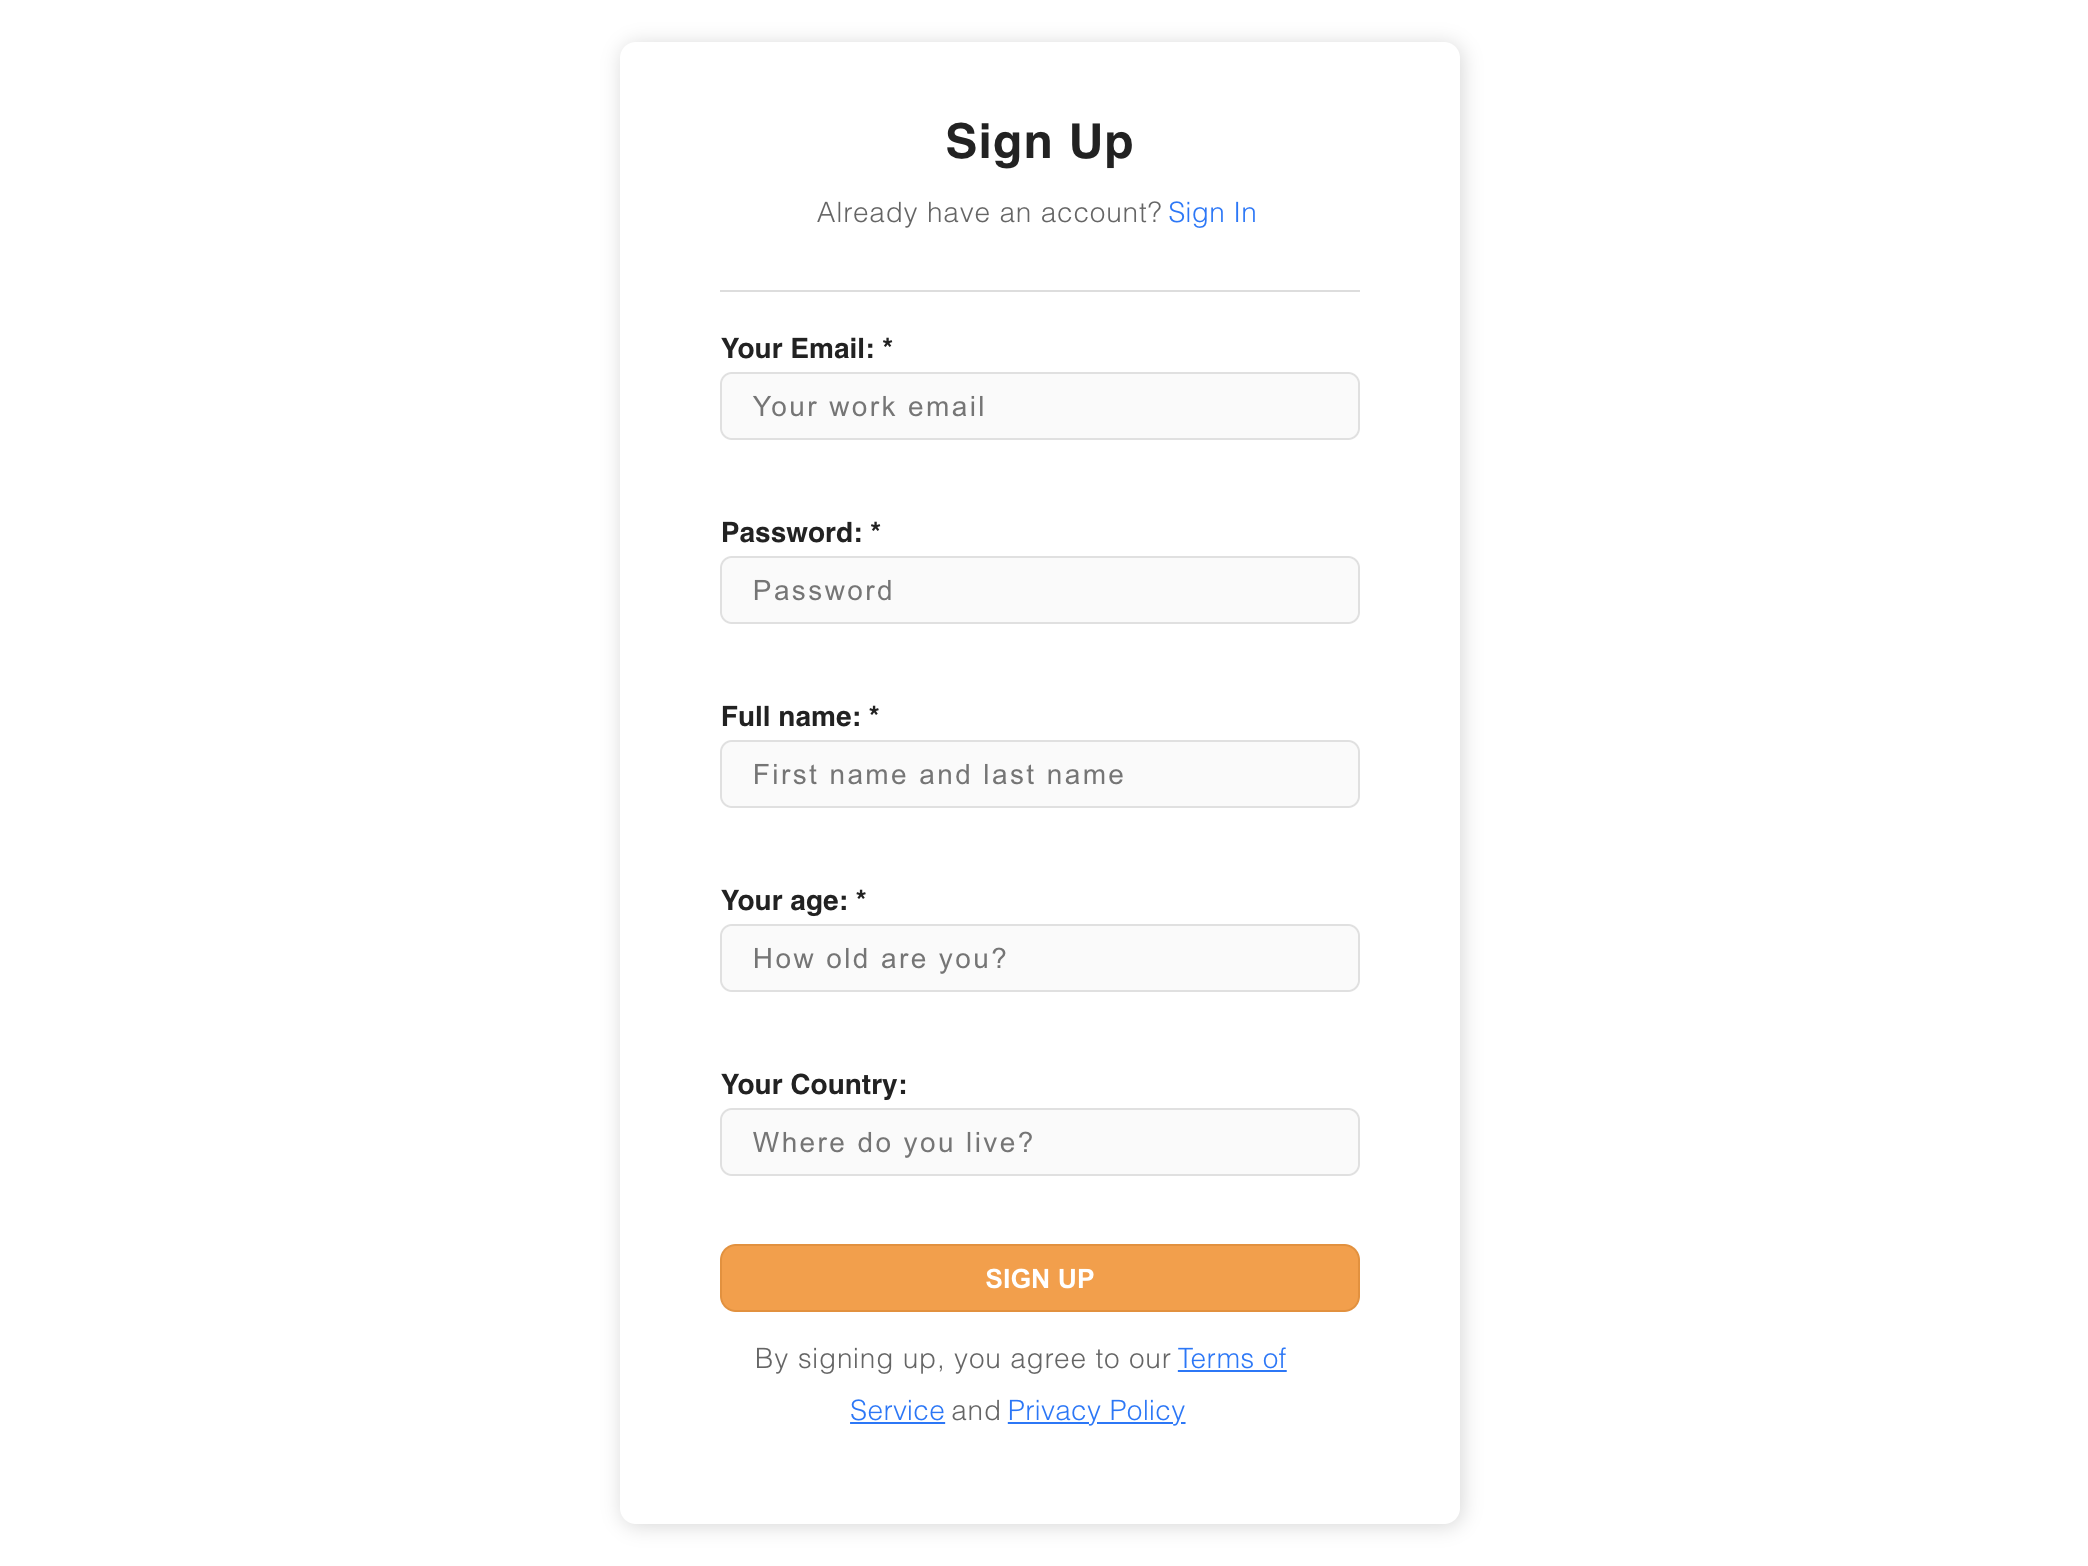 Sign Up
Already have an account? Sign In
Your Email: *
Your work email
Password: *
Password
Full name: *
First name and last name
Your age: *
How old are you?
Your Country:
Where do you live?
SIGN UP
By signing up, you agree to our Terms of
Service and Privacy Policy